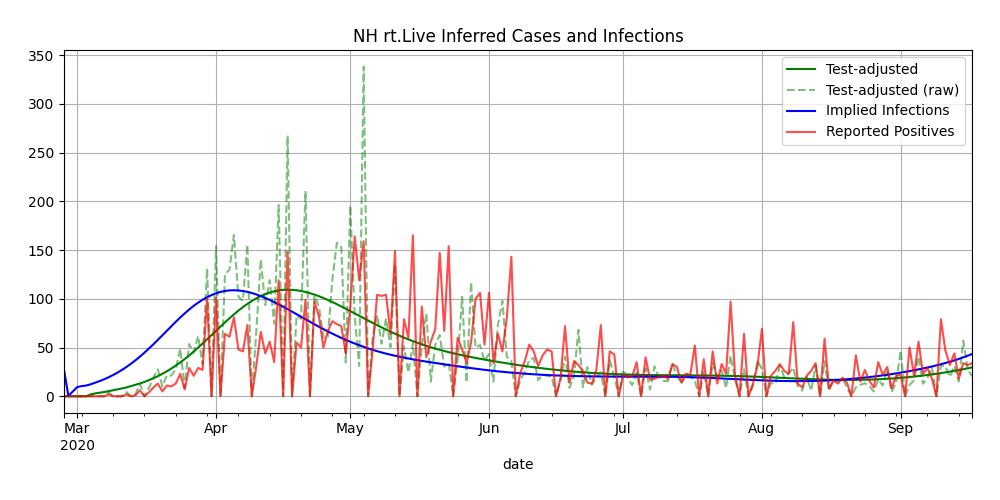 NH rt.Live Inferred Cases and Infections
350
300
250
200
150
100
50
0
Test-adjusted
Test-adjusted (raw)
Implied Infections
Reported Positives
Mar
2020
Apr
May
Jun
Jul
Aug
Sep
date